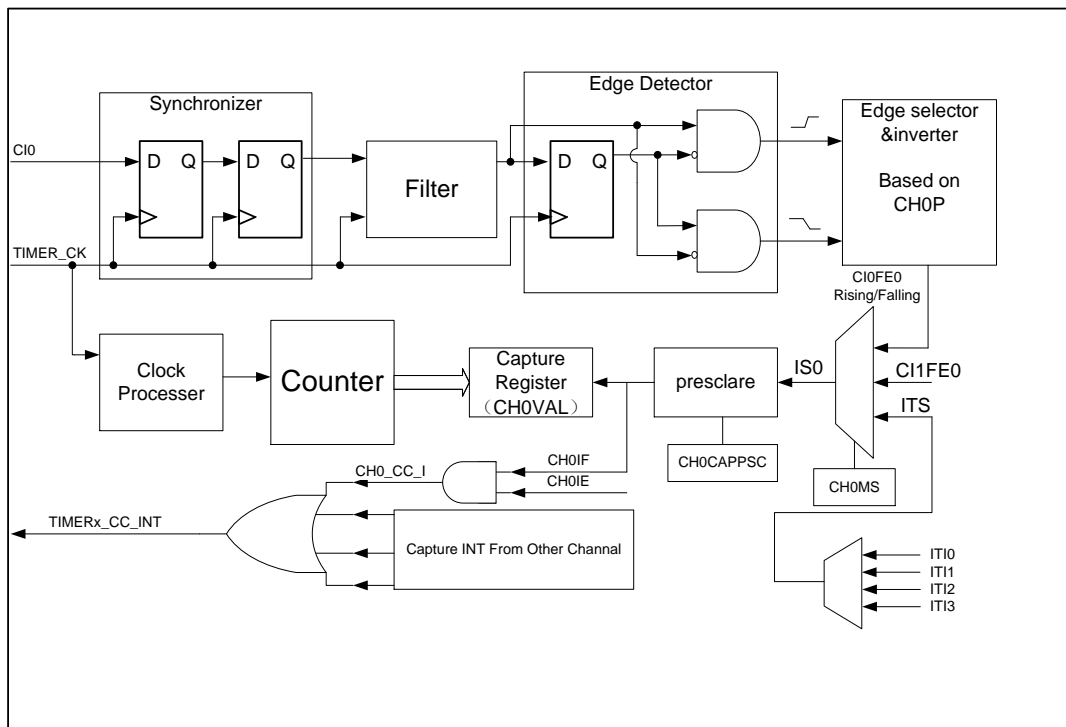 Synchronizer
Edge Detector
Edge selector
&inverter
Based on
CH0P
CI0
D Q
D Q
Filter
D Q
TIMER_CK
CI0FE0
Rising/Falling
Clock
Processer
Counter
Capture
Register
（CH0VAL）
presclare
IS0
CI1FE0
ITS
CH0CAPPSC
CH0MS
CH0_CC_I
CH0IF
CH0IE
TIMERx_CC_INT
Capture INT From Other Channal
ITI0
ITI1
ITI2
ITI3